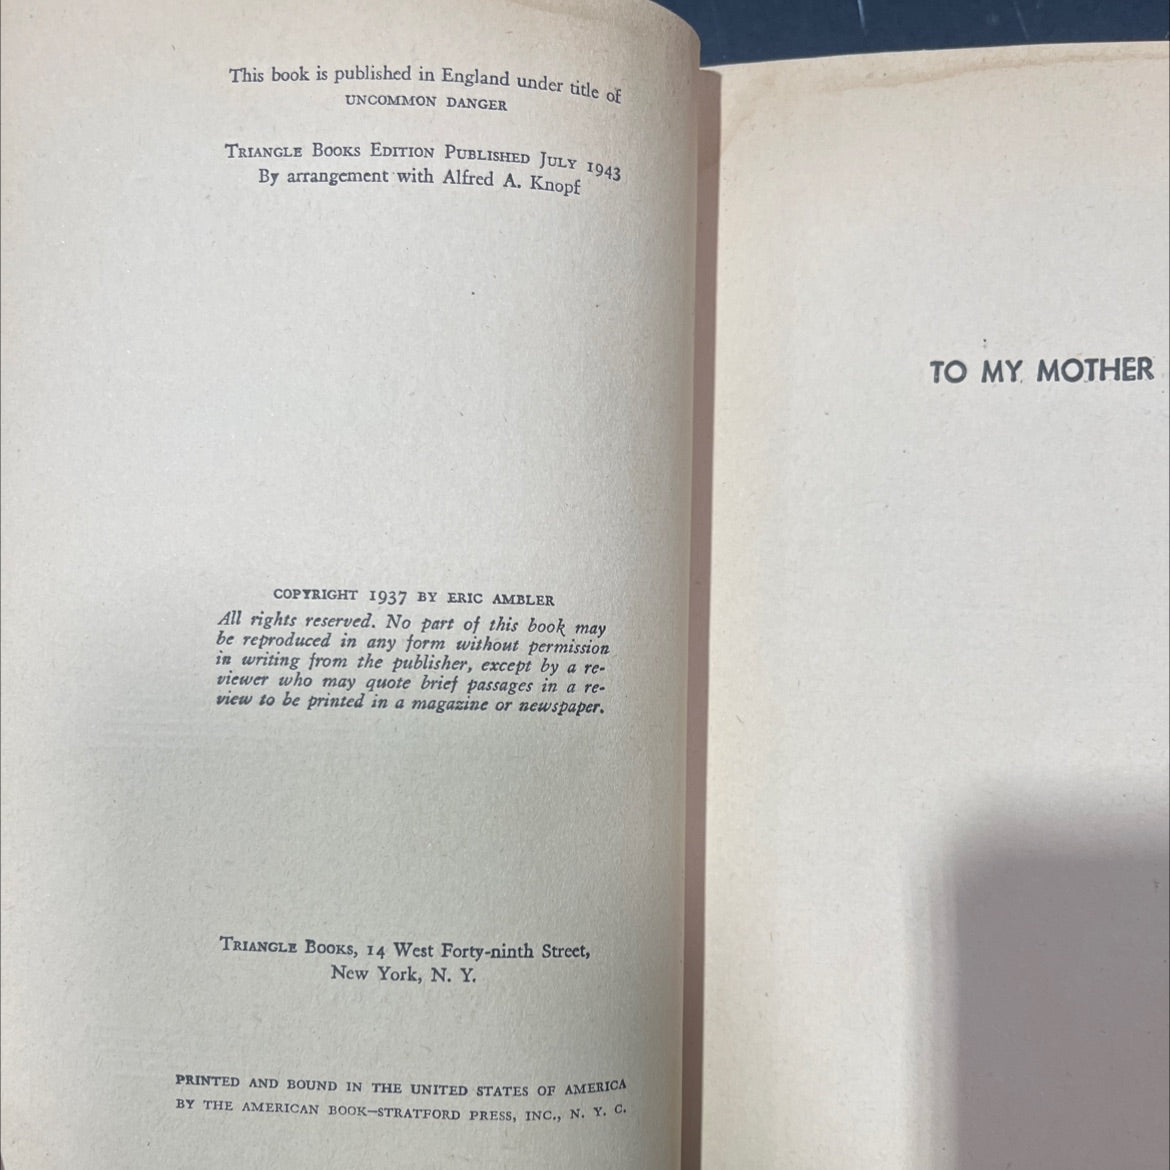 This book is published in England under title of
UNCOMMON DANGER
TRIANGLE BOOKS EDITION PUBLISHED JULY 1943
By arrangement with Alfred A. Knopf
COPYRIGHT 1937 BY ERIC AMBLER
All rights reserved. No part of this book may
be reproduced in any form without permission
in writing from the publisher, except by a re-
viewer who may quote brief passages in a re-
view to be printed in a magazine or newspaper.
TRIANGLE BOOKS, 14 West Forty-ninth Street,
New York, N. Y.
PRINTED AND BOUND IN THE UNITED STATES OF AMERICA
BY THE AMERICAN BOOK—STRATFORD PRESS, INC., N. Y. C.
TO MY MOTHER